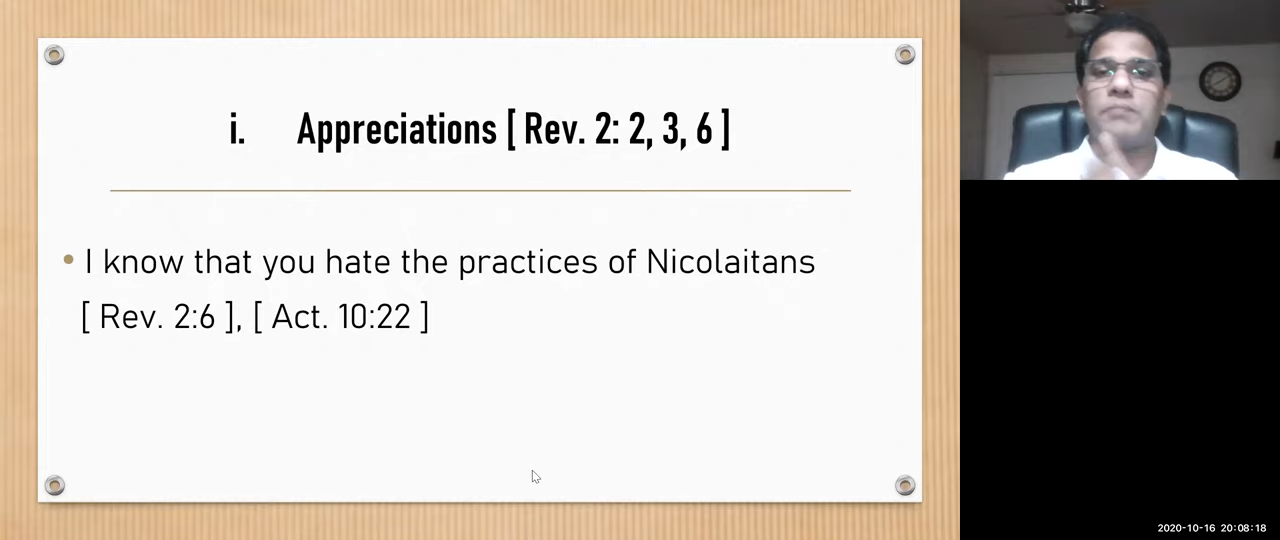 i. Appreciations [ Rev. 2: 2, 3, 6 ]
• I know that you hate the practices of Nicolaitans
[ Rev. 2:6 ], [ Act. 10:22 ]
2020-10-16 20:08:18